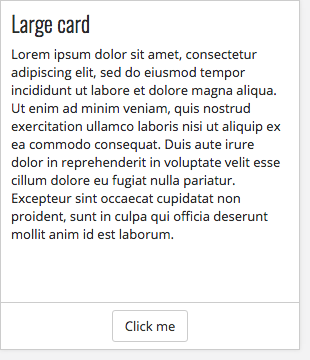 Large card
Lorem ipsum dolor sit amet, consectetur
adipiscing elit, sed do eiusmod tempor
incididunt ut labore et dolore magna aliqua.
Ut enim ad minim veniam, quis nostrud
exercitation ullamco laboris nisi ut aliquip ex
ea commodo consequat. Duis aute irure
dolor in reprehenderit in voluptate velit esse
cillum dolore eu fugiat nulla pariatur.
Excepteur sint occaecat cupidatat non
proident, sunt in culpa qui officia deserunt
mollit anim id est laborum.
Click me